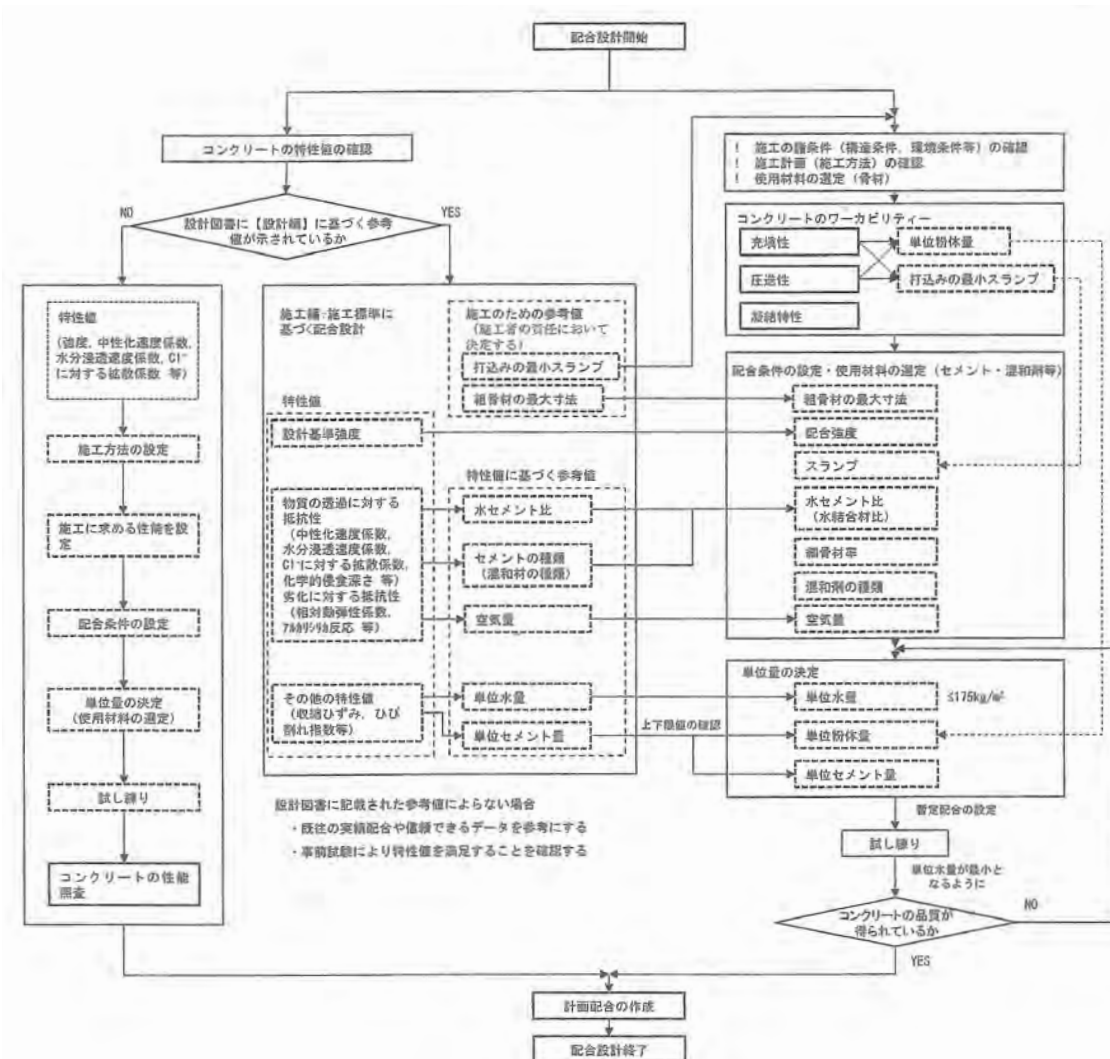 配合設計開始
コンクリートの特性値の確認
設計図書に【設計編】に基づく参考
値が示されているか
NO
YES
特性値
(強度, 中性化速度係数,
水分浸透速度係数, Cl⁻
に対する拡散係数 等)
施工方法の設定
施工に求める性能を設
定
配合条件の設定
単位量の決定
(使用材料の選定)
試し練り
コンクリートの性能
照査
施工編:施工標準に
基づく配合設計
施工のための参考値
(施工者の責任において
決定する)
打込みの最小スランプ
粗骨材の最大寸法
特性値
設計基準強度
物質の透過に対する
抵抗性
(中性化速度係数,
水分浸透速度係数,
Cl⁻に対する拡散係数,
化学的侵食深さ 等)
劣化に対する抵抗性
(相対動弾性係数,
アルカリシリカ反応 等)
その他の特性値
(収縮ひずみ, ひび
割れ指数等)
特性値に基づく参考値
水セメント比
セメントの種類
(混和材の種類)
空気量
単位水量
単位セメント量
設計図書に記載された参考値によらない場合
・既往の実績配合や信頼できるデータを参考にする
・事前試験により特性値を満足することを確認する
! 施工の諸条件(構造条件, 環境条件等)の確認
! 施工計画(施工方法)の確認
! 使用材料の選定(骨材)
コンクリートのワーカビリティー
充填性
圧送性
凝結特性
単位粉体量
打込みの最小スランプ
配合条件の設定・使用材料の選定(セメント・混和剤等)
粗骨材の最大寸法
配合強度
スランプ
水セメント比
(水結合材比)
細骨材率
混和剤の種類
空気量
単位量の決定
単位水量
≦175kg/m³
上下限値の確認
単位粉体量
単位セメント量
暫定配合の設定
試し練り
単位水量が最小と
なるように
コンクリートの品質が
得られているか
NO
YES
計画配合の作成
配合設計終了